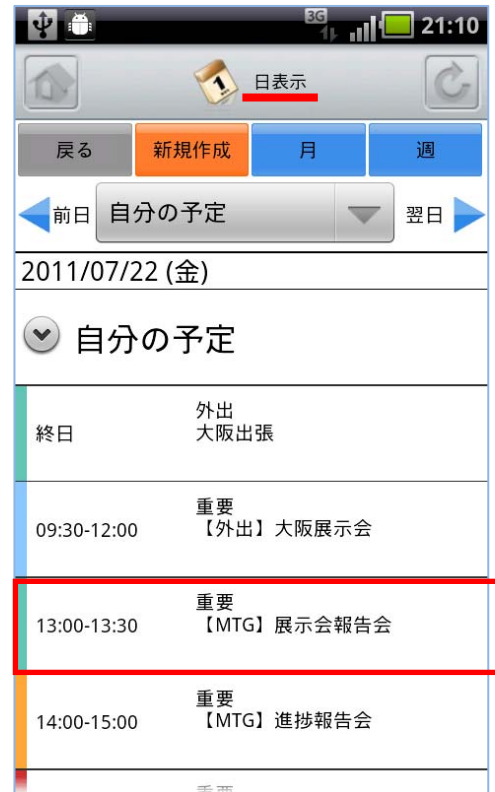 3G
21:10
1
日表示
戻る
新規作成
月
週
前日
自分の予定
翌日
2011/07/22 (金)
自分の予定
終日
外出
大阪出張
09:30-12:00
重要
【外出】大阪展示会
13:00-13:30
重要
【MTG】展示会報告会
14:00-15:00
重要
【MTG】進捗報告会
重要